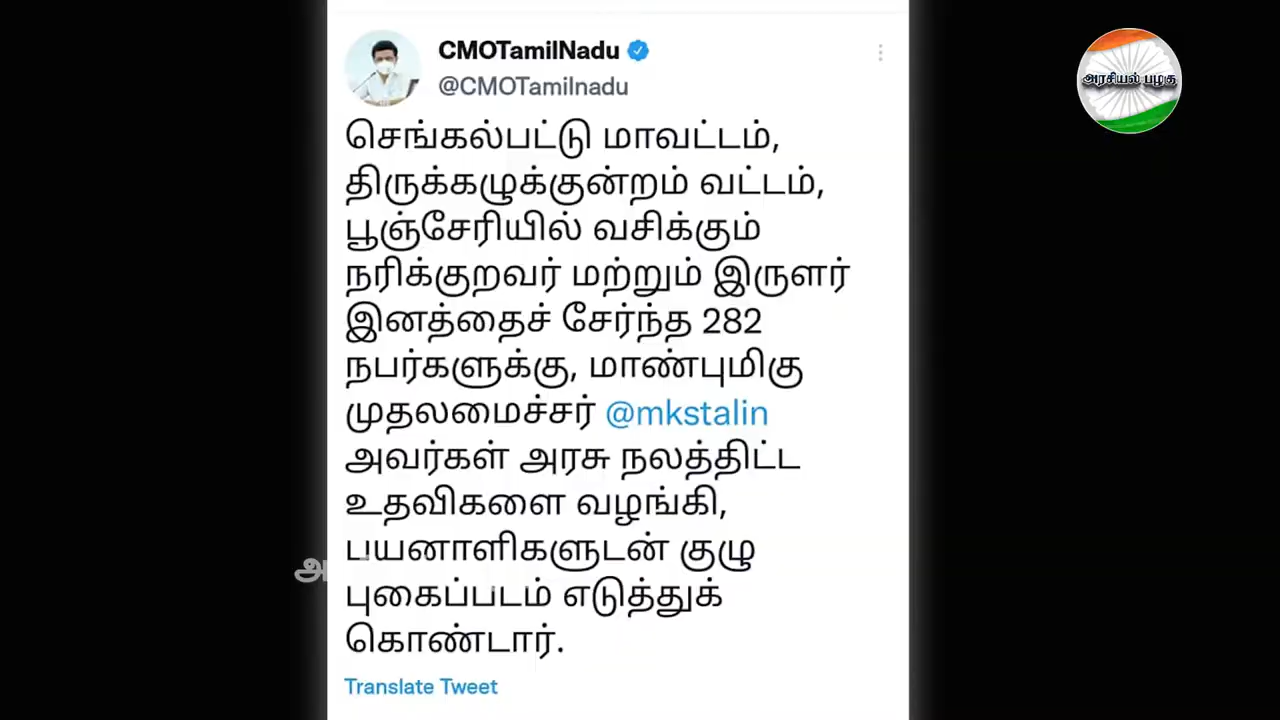 CMOTamilNadu
@CMOTamilnadu
அரசியல் பழகு
செங்கல்பட்டு மாவட்டம்,
திருக்கழுக்குன்றம் வட்டம்,
பூஞ்சேரியில் வசிக்கும்
நரிக்குறவர் மற்றும் இருளர்
இனத்தைச் சேர்ந்த 282
நபர்களுக்கு, மாண்புமிகு
முதலமைச்சர் @mkstalin
அவர்கள் அரசு நலத்திட்ட
உதவிகளை வழங்கி,
பயனாளிகளுடன் குழு
புகைப்படம் எடுத்துக்
கொண்டார்.
Translate Tweet